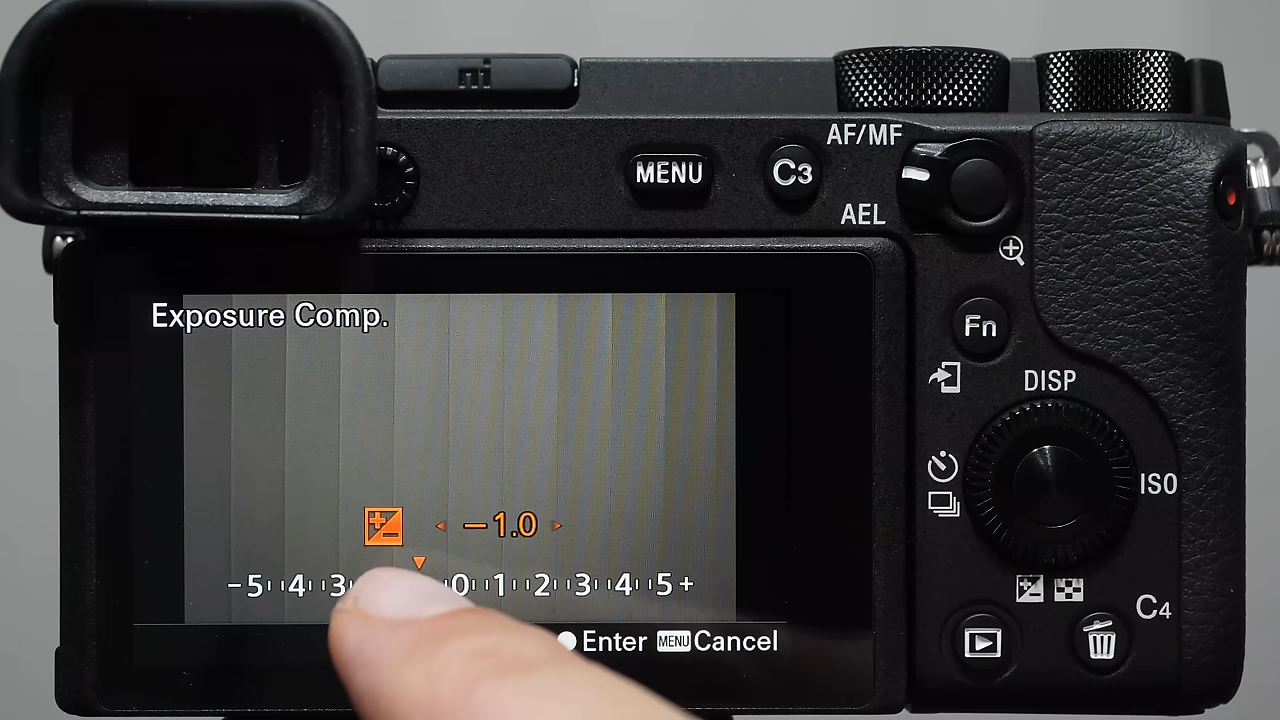 mi
MENU
C3
AF/MF
AEL
Fn
DISP
ISO
C4
Exposure Comp.
−1.0
−5 4 3 0 1 2 3 4 5+
Enter MENU Cancel